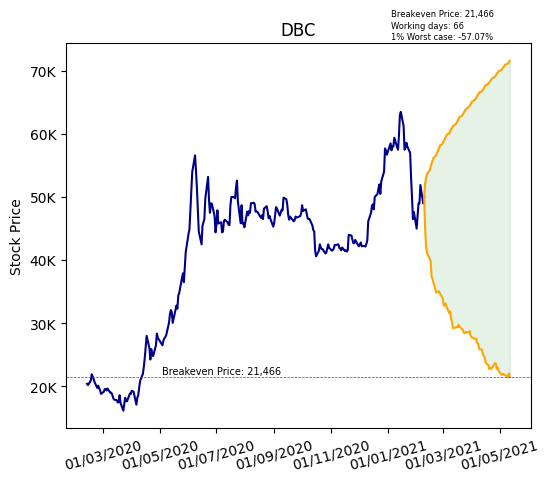 Breakeven Price: 21,466
Working days: 66
1% Worst case: -57.07%
DBC
Stock Price
70K
60K
50K
40K
30K
20K
Breakeven Price: 21,466
01/03/2020
01/05/2020
01/07/2020
01/09/2020
01/11/2020
01/01/2021
01/03/2021
01/05/2021